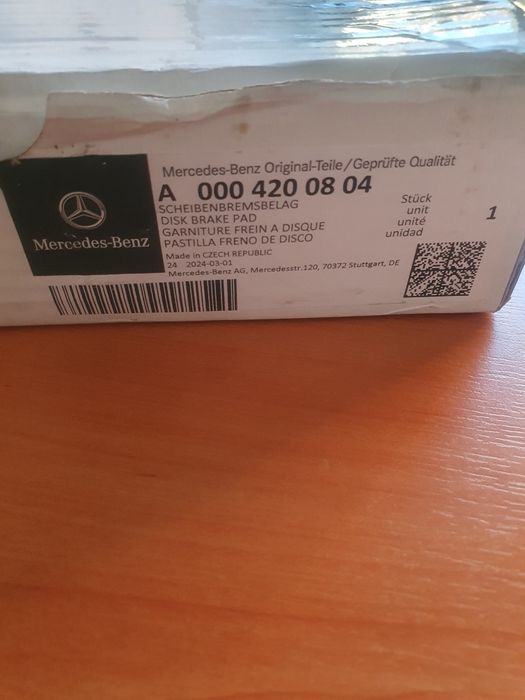 Mercedes-Benz Original-Teile/Geprüfte Qualität
A 000 420 08 04
SCHEIBENBREMSBELAG
DISK BRAKE PAD
GARNITURE FREIN A DISQUE
PASTILLA FRENO DE DISCO
Made in CZECH REPUBLIC
24 2024-03-01
Mercedes-Benz AG, Mercedesstr.120, 70372 Stuttgart, DE
Stück
unit
unité
unidad
1
Mercedes-Benz